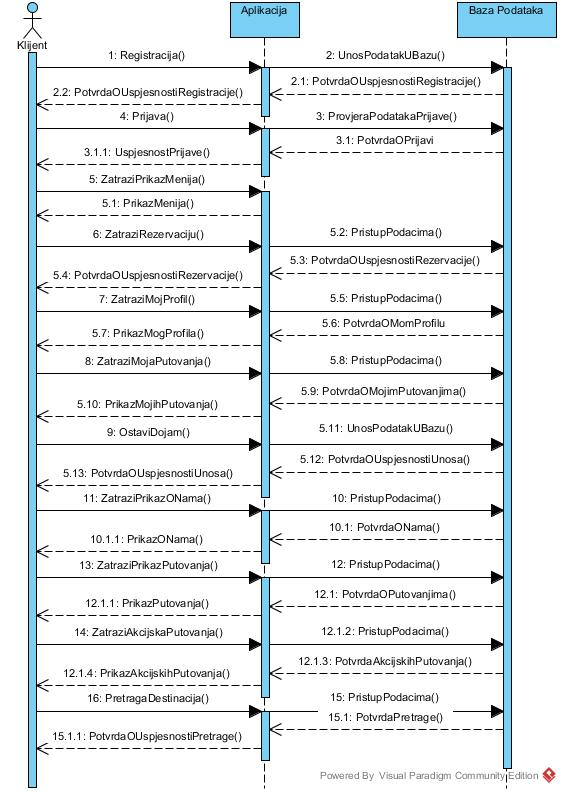 Aplikacija
Baza Podataka
Klijent
1: Registracija()
2: UnosPodatakUBazu()
2.1: PotvrdaOUspjesnostiRegistracije()
2.2: PotvrdaOUspjesnostiRegistracije()
4: Prijava()
3: ProvjeraPodatakaPrijave()
3.1: PotvrdaOPrijavi
3.1.1: UspjesnostPrijave()
5: ZatraziPrikazMenija()
5.1: PrikazMenija()
6: ZatraziRezervaciju()
5.2: PristupPodacima()
5.3: PotvrdaOUspjesnostiRezervacije()
5.4: PotvrdaOUspjesnostiRezervacije()
7: ZatraziMojProfil()
5.5: PristupPodacima()
5.6: PotvrdaOMomProfilu
5.7: PrikazMogProfila()
8: ZatraziMojaPutovanja()
5.8: PristupPodacima()
5.9: PotvrdaOMojimPutovanjima()
5.10: PrikazMojihPutovanja()
9: OstaviDojam()
5.11: UnosPodatakUBazu()
5.12: PotvrdaOUspjesnostiUnosa()
5.13: PotvrdaOUspjesnostiUnosa()
11: ZatraziPrikazONama()
10: PristupPodacima()
10.1: PotvrdaONama()
10.1.1: PrikazONama()
13: ZatraziPrikazPutovanja()
12: PristupPodacima()
12.1: PotvrdaOPutovanjima()
12.1.1: PrikazPutovanja()
14: ZatraziAkcijskaPutovanja()
12.1.2: PristupPodacima()
12.1.3: PotvrdaAkcijskihPutovanja()
12.1.4: PrikazAkcijskihPutovanja()
16: PretragaDestinacija()
15: PristupPodacima()
15.1: PotvrdaPretrage()
15.1.1: PotvrdaOUspjesnostiPretrage()
Powered By Visual Paradigm Community Edition